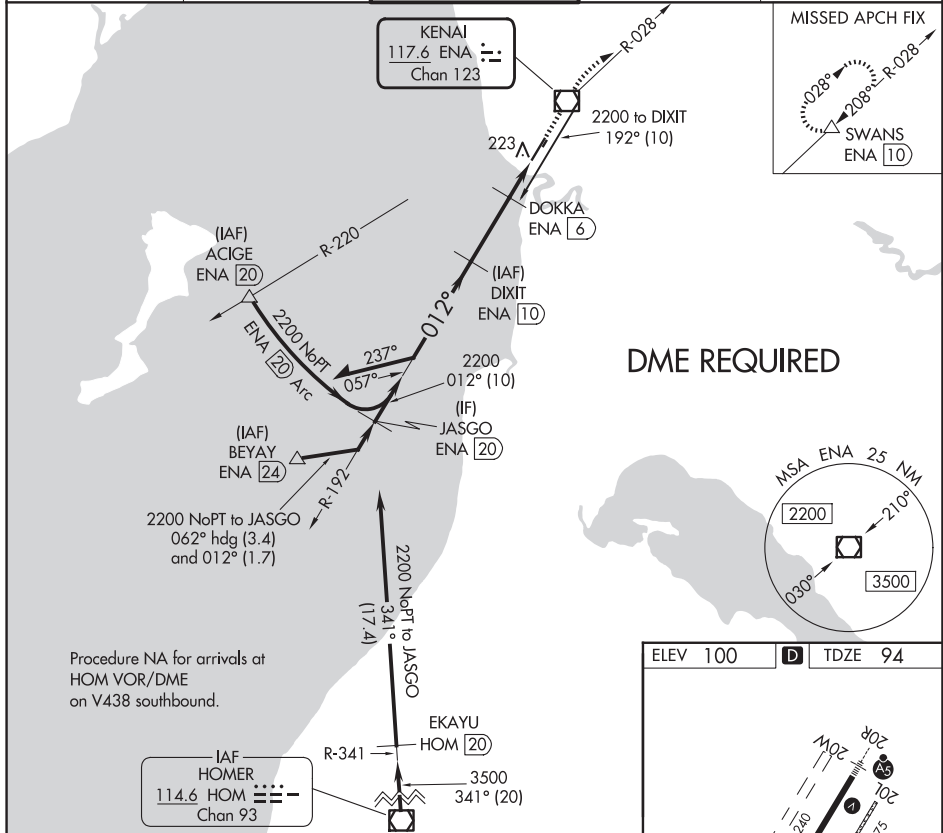 KENAI
117.6 ENA
Chan 123
R-028
MISSED APCH FIX
R-028
028°
208°
SWANS
ENA 10
2200 to DIXIT
192° (10)
223
DOKKA
ENA 6
(IAF)
ACIGE
ENA 20
R-220
(IAF)
DIXIT
ENA 10
012°
2200 NoPT
ENA 20 Arc
237°
057°
2200
012° (10)
DME REQUIRED
(IF)
JASGO
ENA 20
(IAF)
BEYAY
ENA 24
R-192
2200 NoPT to JASGO
062° hdg (3.4)
and 012° (1.7)
MSA ENA 25 NM
2200
210°
030°
3500
2200 NoPT to JASGO
341°
(17.4)
Procedure NA for arrivals at
HOM VOR/DME
on V438 southbound.
ELEV 100 D TDZE 94
EKAYU
HOM 20
R-341
IAF
HOMER
114.6 HOM
Chan 93
3500
341° (20)
20W
20R
A5
20L
1
240
75